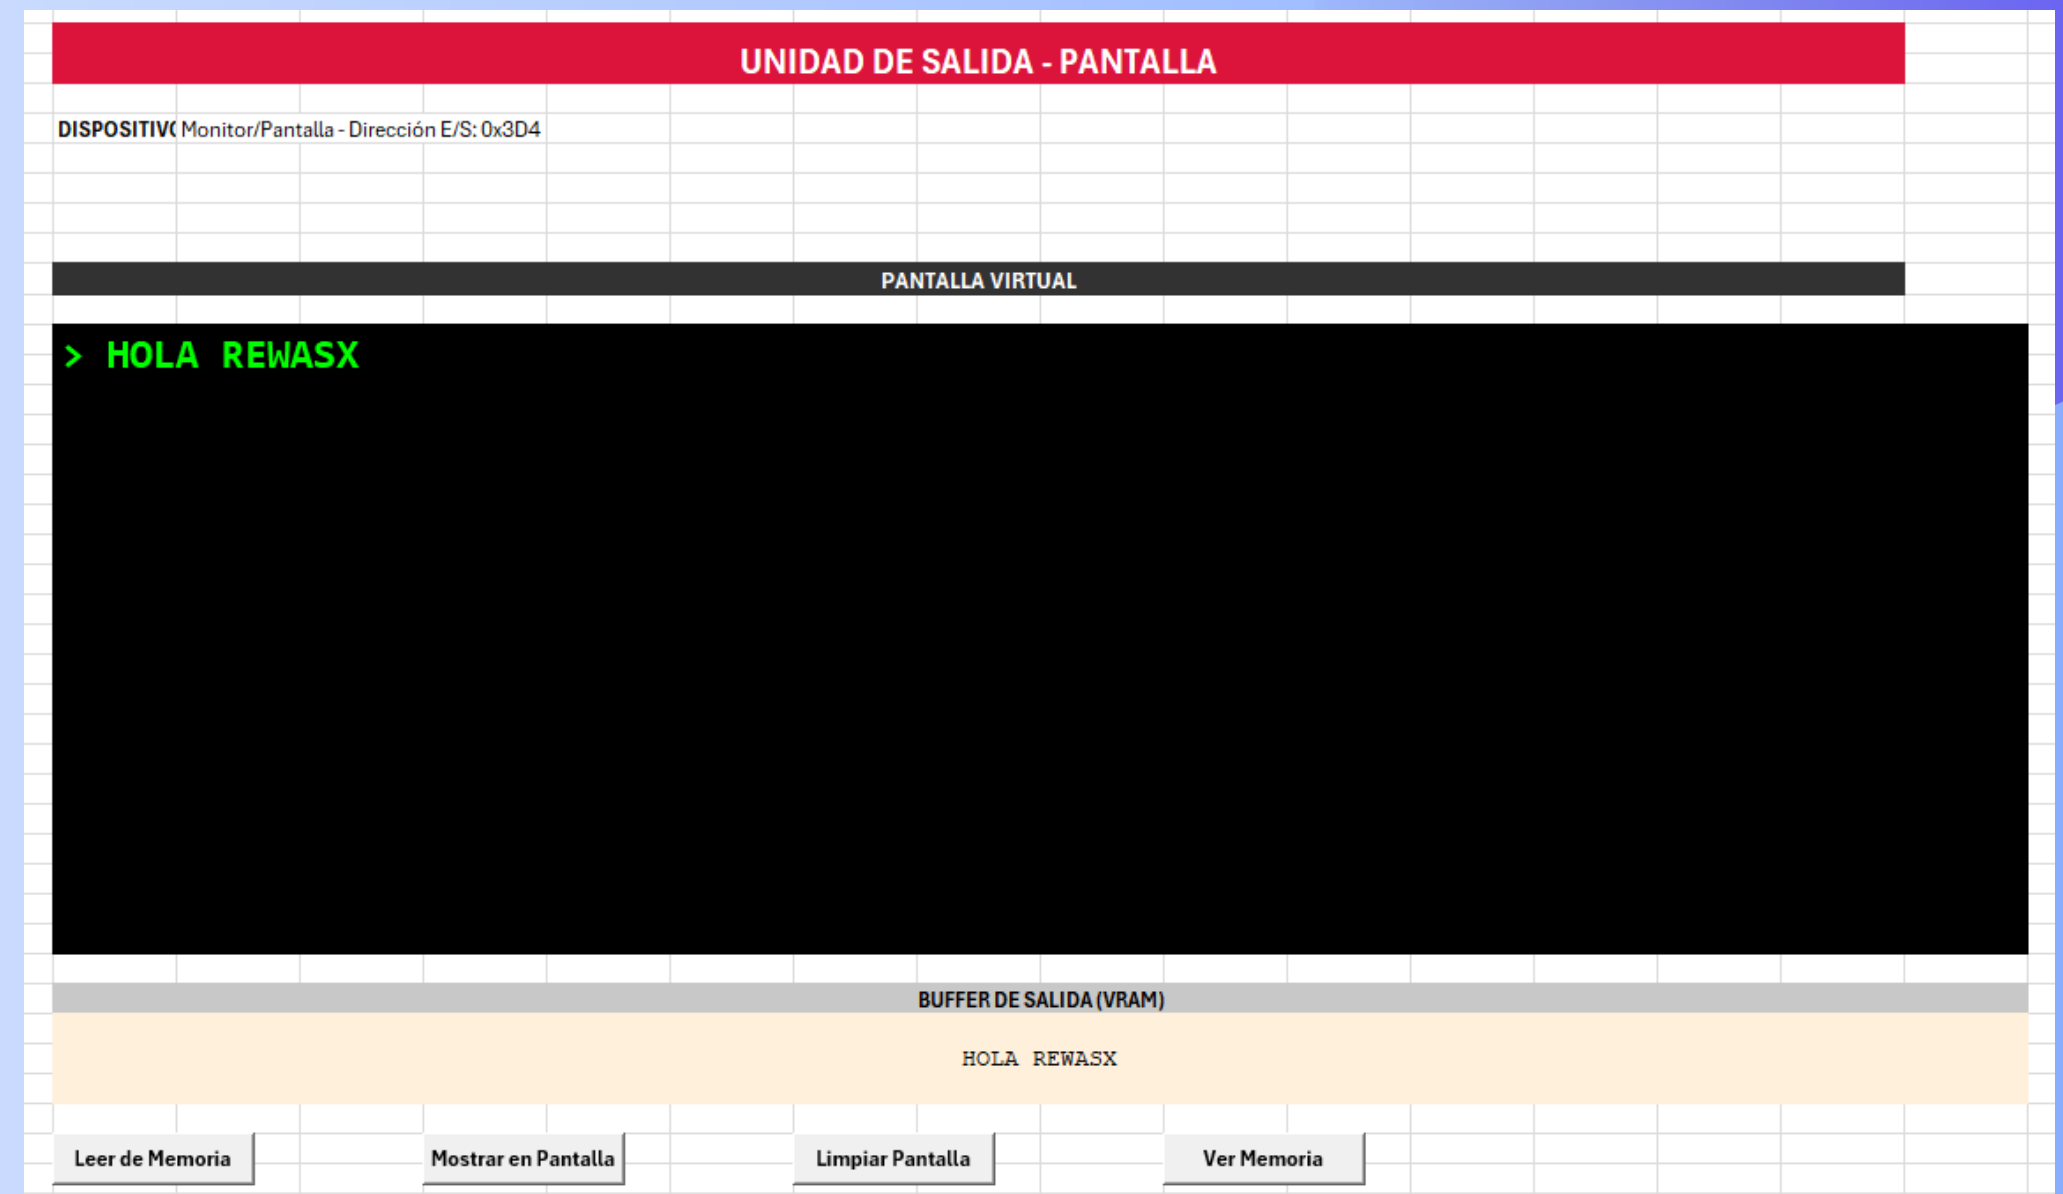 UNIDAD DE SALIDA - PANTALLA
DISPOSITIVO Monitor/Pantalla - Dirección E/S: 0x3D4
PANTALLA VIRTUAL
> HOLA REWASX
BUFFER DE SALIDA (VRAM)
HOLA REWASX
Leer de Memoria Mostrar en Pantalla Limpiar Pantalla Ver Memoria